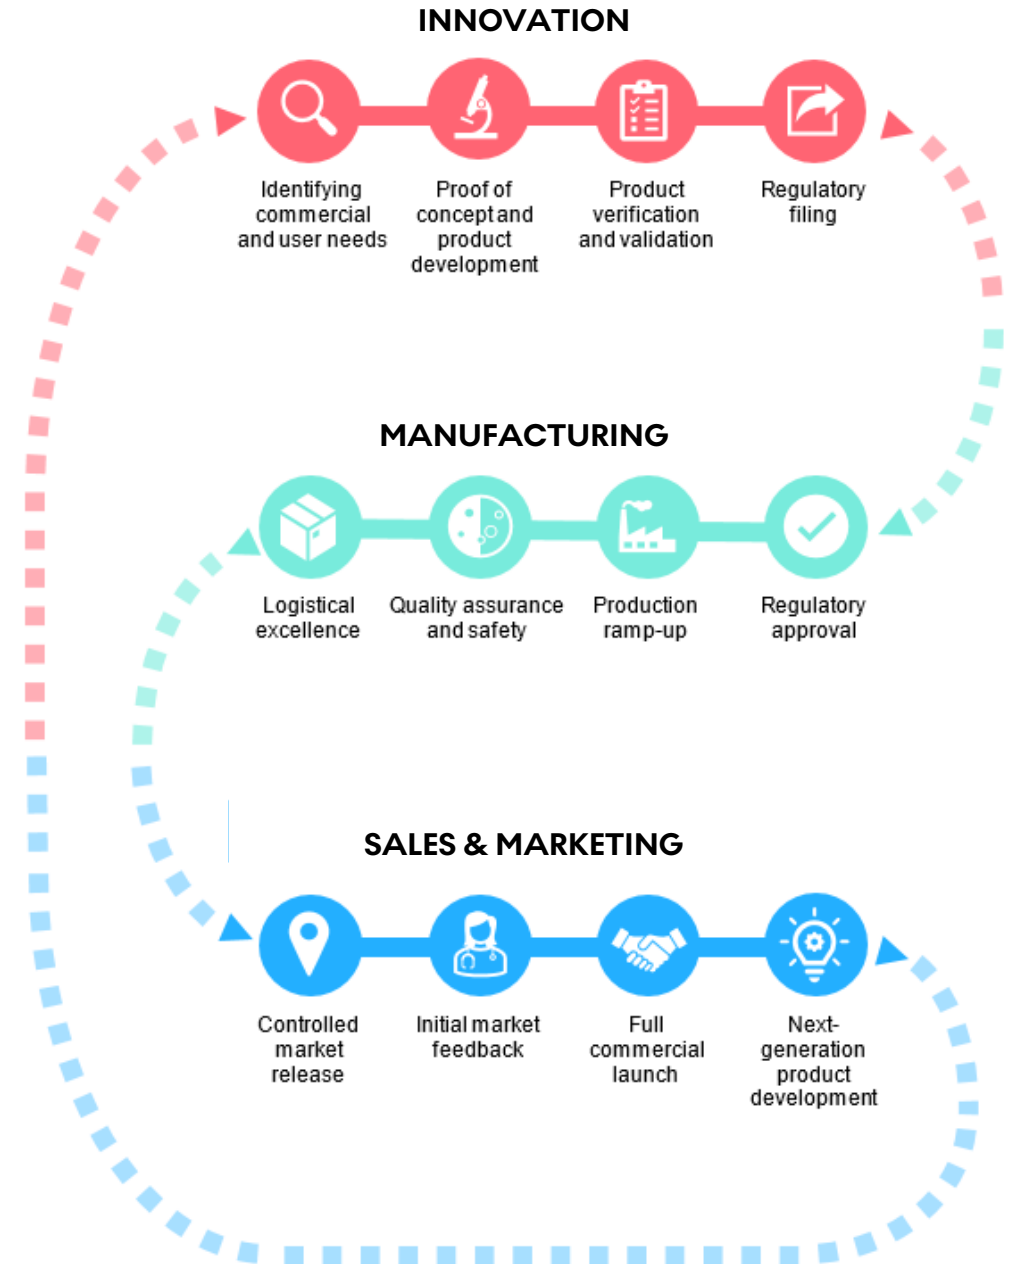 INNOVATION
Identifying
commercial
and user needs
Proof of
concept and
product
development
Product
verification
and validation
Regulatory
filing
MANUFACTURING
Logistical
excellence
Quality assurance
and safety
Production
ramp-up
Regulatory
approval
SALES & MARKETING
Controlled
market
release
Initial market
feedback
Full
commercial
launch
Next-
generation
product
development